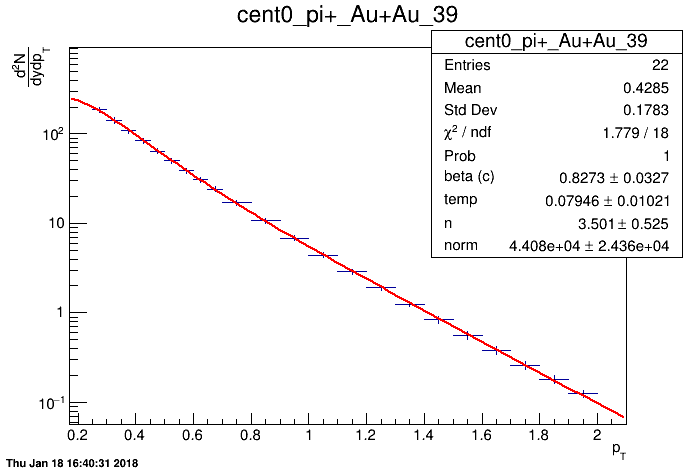 cent0_pi+_Au+Au_39
d²N
dydp_T
cent0_pi+_Au+Au_39
Entries 22
Mean 0.4285
Std Dev 0.1783
χ² / ndf 1.779 / 18
Prob 1
beta (c) 0.8273 ± 0.0327
temp 0.07946 ± 0.01021
n 3.501 ± 0.525
norm 4.408e+04 ± 2.436e+04
10²
10
1
10⁻¹
0.2 0.4 0.6 0.8 1 1.2 1.4 1.6 1.8 2
p_T
Thu Jan 18 16:40:31 2018